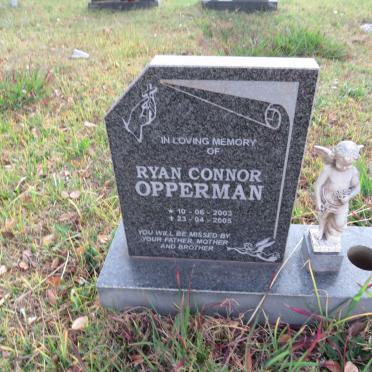 IN LOVING MEMORY
OF
RYAN CONNOR
OPPERMAN
* 10 - 06 - 2003
✝ 23 - 04 - 2005
YOU WILL BE MISSED BY
YOUR FATHER, MOTHER
AND BROTHER